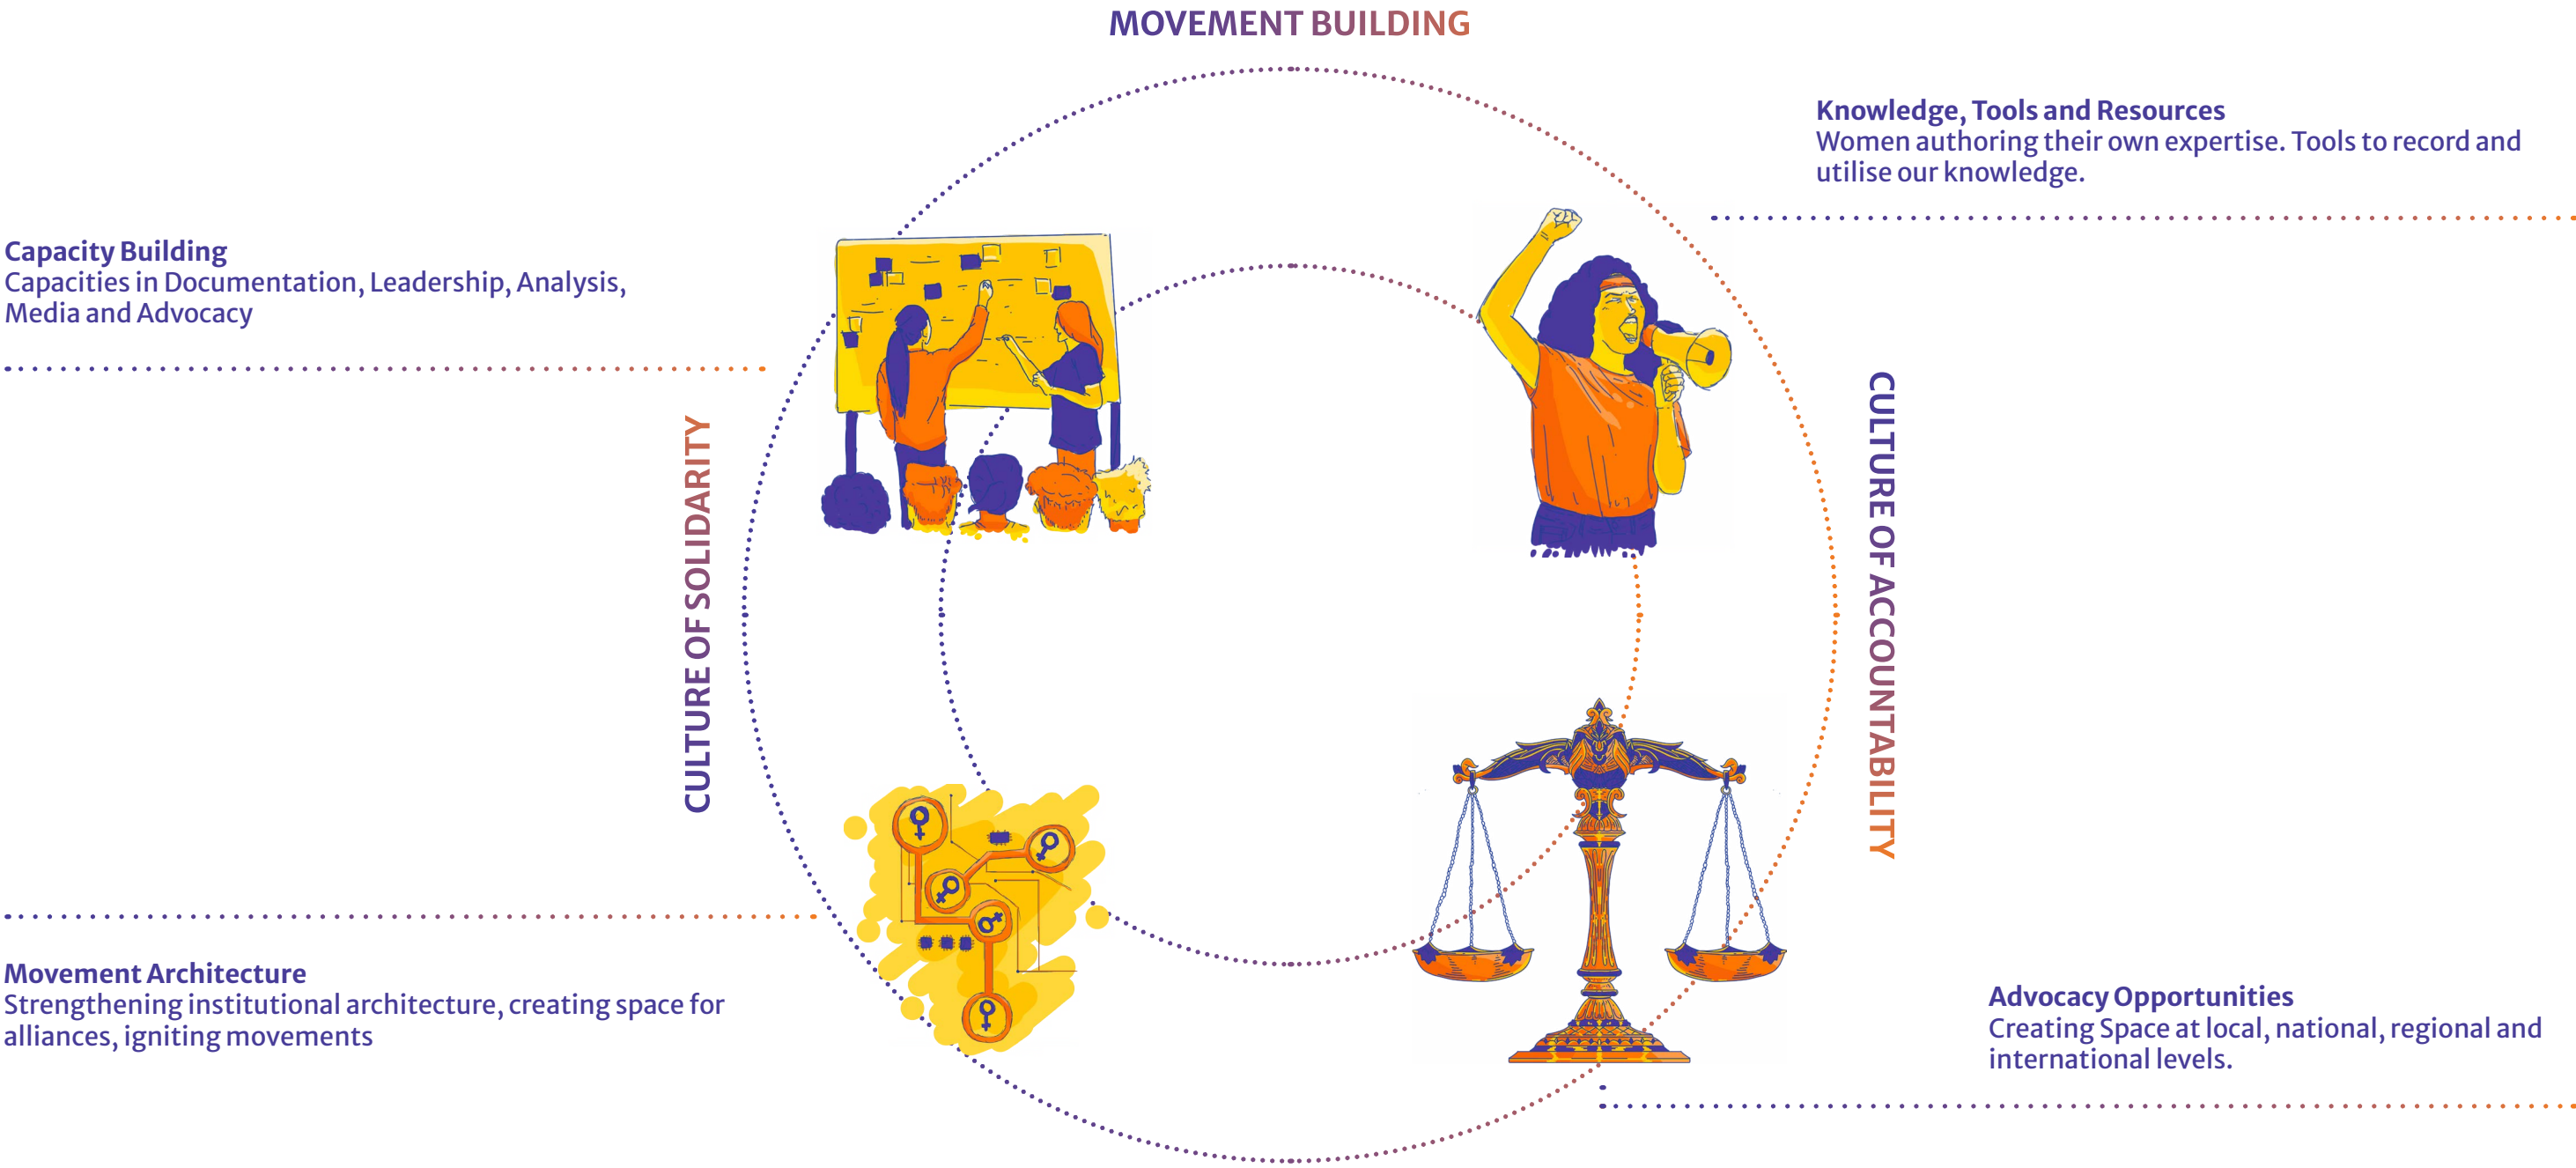 MOVEMENT BUILDING
Knowledge, Tools and Resources
Women authoring their own expertise. Tools to record and
utilise our knowledge.
Capacity Building
Capacities in Documentation, Leadership, Analysis,
Media and Advocacy
CULTURE OF SOLIDARITY
CULTURE OF ACCOUNTABILITY
Movement Architecture
Strengthening institutional architecture, creating space for
alliances, igniting movements
Advocacy Opportunities
Creating Space at local, national, regional and
international levels.